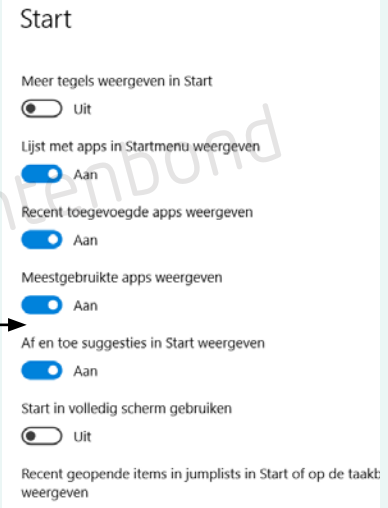 Start
Meer tegels weergeven in Start
Uit
Lijst met apps in Startmenu weergeven
Aan
ntenbond
Recent toegevoegde apps weergeven
Aan
Meestgebruikte apps weergeven
Aan
Af en toe suggesties in Start weergeven
Aan
Start in volledig scherm gebruiken
Uit
Recent geopende items in jumplists in Start of op de taakb
weergeven